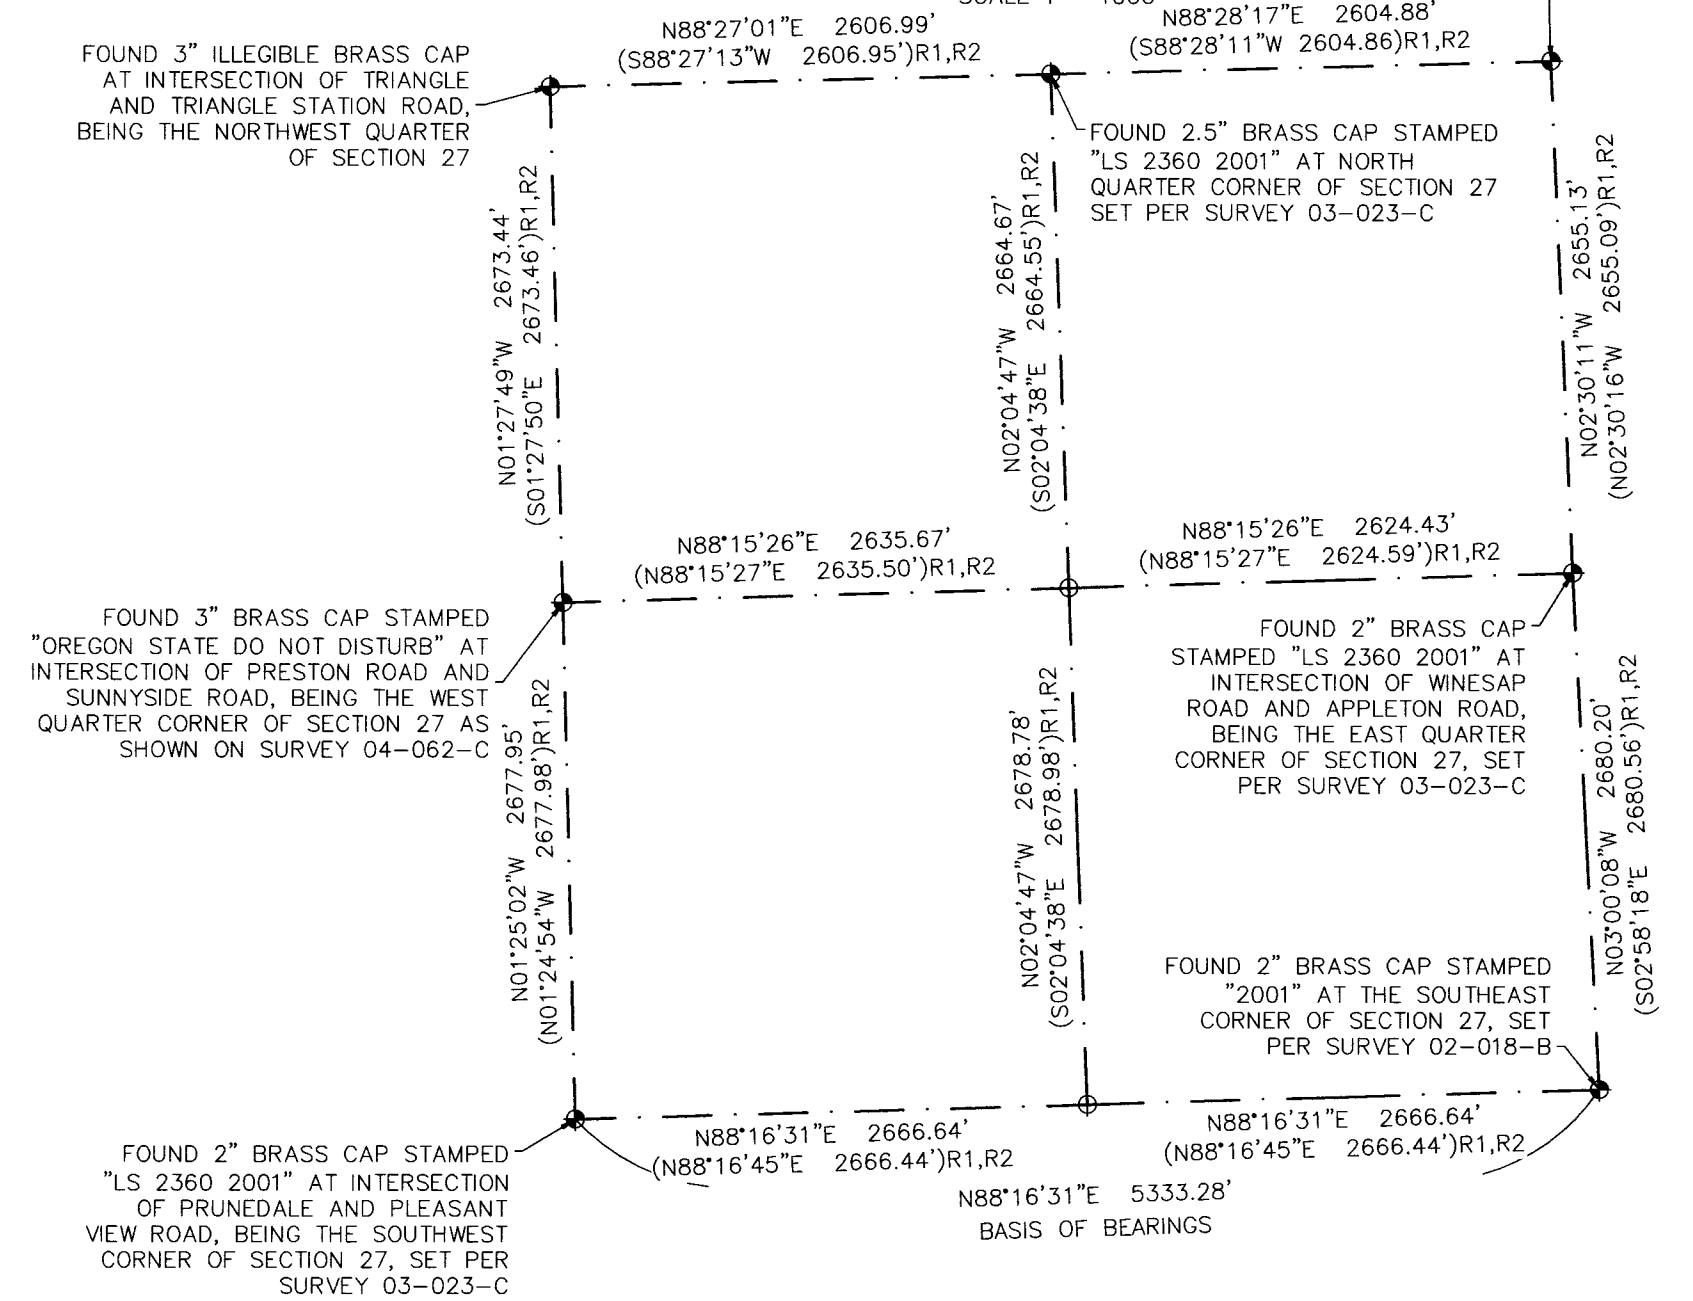 N88°27'01"E 2606.99'
(S88°27'13"W 2606.95')R1,R2
N88°28'17"E 2604.88'
(S88°28'11"W 2604.86)R1,R2
FOUND 3" ILLEGIBLE BRASS CAP
AT INTERSECTION OF TRIANGLE
AND TRIANGLE STATION ROAD,
BEING THE NORTHWEST QUARTER
OF SECTION 27
FOUND 2.5" BRASS CAP STAMPED
"LS 2360 2001" AT NORTH
QUARTER CORNER OF SECTION 27
SET PER SURVEY 03-023-C
N01°27'49"W 2673.44'
(S01°27'50"E 2673.46')R1,R2
N02°04'47"W 2664.67'
(S02°04'38"E 2664.55')R1,R2
N02°30'11"W 2655.13'
(N02°30'16"W 2655.09')R1,R2
N88°15'26"E 2635.67'
(N88°15'27"E 2635.50')R1,R2
N88°15'26"E 2624.43'
(N88°15'27"E 2624.59')R1,R2
FOUND 3" BRASS CAP STAMPED
"OREGON STATE DO NOT DISTURB" AT
INTERSECTION OF PRESTON ROAD AND
SUNNYSIDE ROAD, BEING THE WEST
QUARTER CORNER OF SECTION 27 AS
SHOWN ON SURVEY 04-062-C
FOUND 2" BRASS CAP
STAMPED "LS 2360 2001" AT
INTERSECTION OF WINESAP
ROAD AND APPLETON ROAD,
BEING THE EAST QUARTER
CORNER OF SECTION 27, SET
PER SURVEY 03-023-C
N01°25'02"W 2677.95'
(N01°24'54"W 2677.98')R1,R2
N02°04'47"W 2678.78'
(S02°04'38"E 2678.98')R1,R2
N03°00'08"W 2680.20'
(S02°58'18"E 2680.56')R1,R2
FOUND 2" BRASS CAP STAMPED
"2001" AT THE SOUTHEAST
CORNER OF SECTION 27, SET
PER SURVEY 02-018-B
N88°16'31"E 2666.64'
(N88°16'45"E 2666.44')R1,R2
N88°16'31"E 2666.64'
(N88°16'45"E 2666.44')R1,R2
N88°16'31"E 5333.28'
BASIS OF BEARINGS
FOUND 2" BRASS CAP STAMPED
"LS 2360 2001" AT INTERSECTION
OF PRUNEDALE AND PLEASANT
VIEW ROAD, BEING THE SOUTHWEST
CORNER OF SECTION 27, SET PER
SURVEY 03-023-C